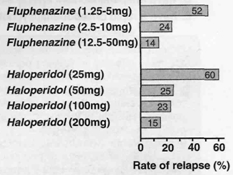 Fluphenazine (1.25-5mg) 52
Fluphenazine (2.5-10mg) 24
Fluphenazine (12.5-50mg) 14
Haloperidol (25mg) 60
Haloperidol (50mg) 25
Haloperidol (100mg) 23
Haloperidol (200mg) 15
0 20 40 60
Rate of relapse (%)